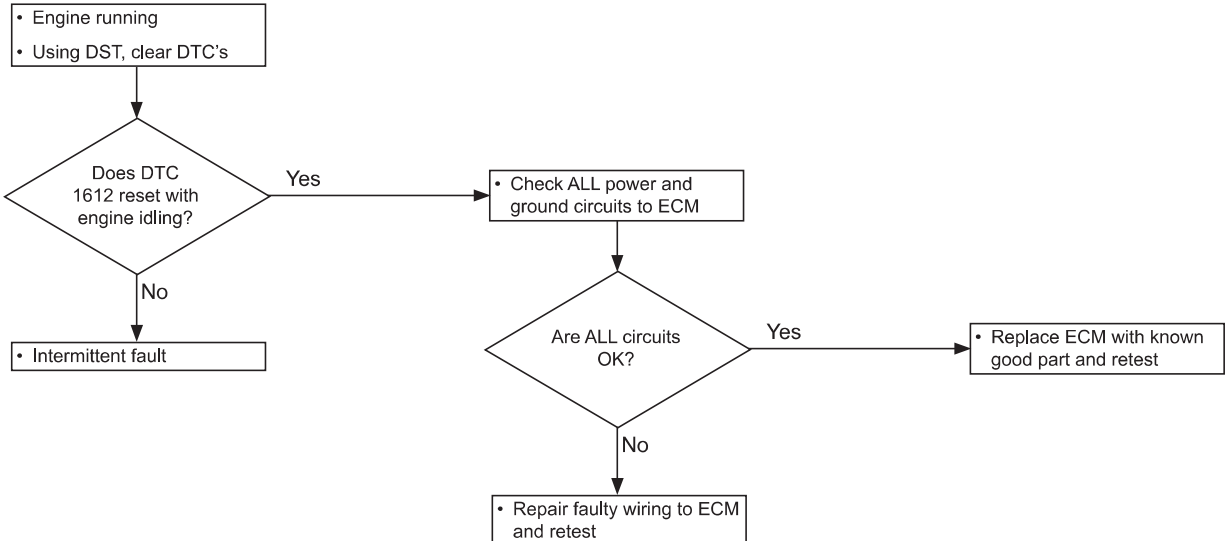 • Engine running
• Using DST, clear DTC's
Does DTC
1612 reset with
engine idling?
Yes
• Check ALL power and
ground circuits to ECM
No
• Intermittent fault
Are ALL circuits
OK?
Yes
• Replace ECM with known
good part and retest
No
• Repair faulty wiring to ECM
and retest